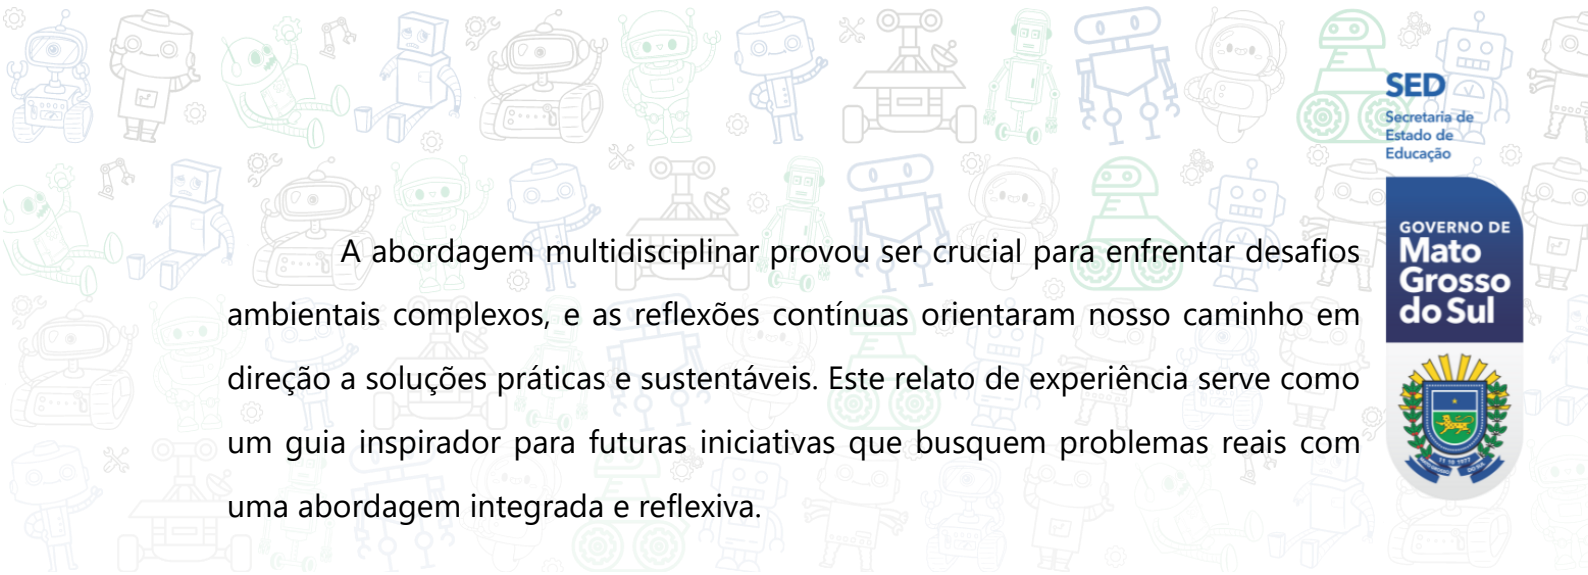 SED
Secretaria de
Estado de
Educação
GOVERNO DE
Mato
Grosso
do Sul
A abordagem multidisciplinar provou ser crucial para enfrentar desafios
ambientais complexos, e as reflexões contínuas orientaram nosso caminho em
direção a soluções práticas e sustentáveis. Este relato de experiência serve como
um guia inspirador para futuras iniciativas que busquem problemas reais com
uma abordagem integrada e reflexiva.